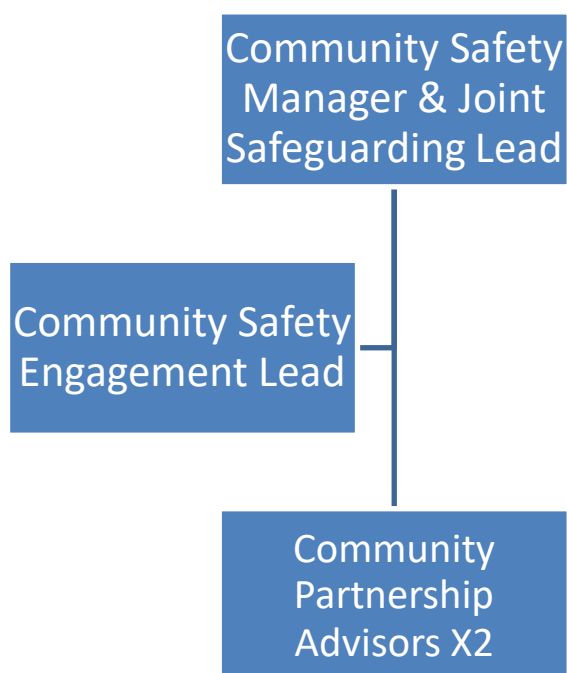 Community Safety
Manager & Joint
Safeguarding Lead
Community Safety
Engagement Lead
Community
Partnership
Advisors X2